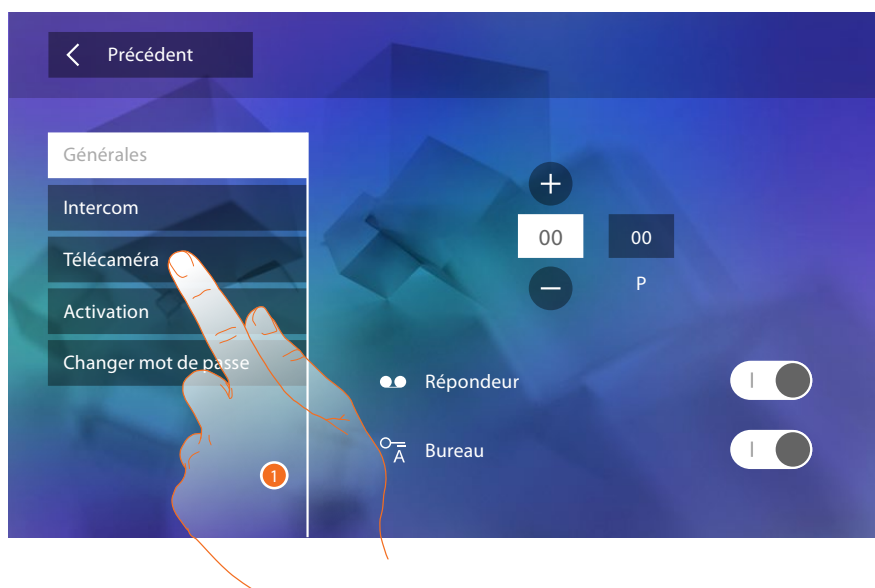 Précédent
Générales
Intercom
Télécaméra
Activation
Changer mot de passe
00 00
P
Répondeur
A Bureau
1